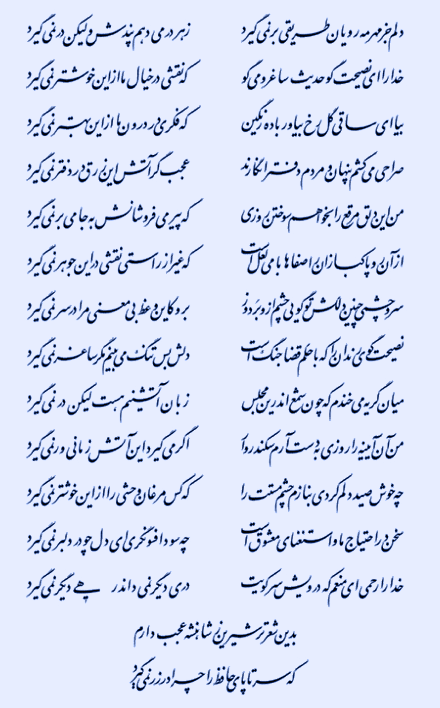 دلم جز مهر مه رویان طریقی بر نمی‌گیرد ز هر در می دهم پندش ولیکن در نمی‌گیرد
خدا را ای نصیحت گو حدیث ساغر و می گو که نقشی در خیال ما از این خوشتر نمی‌گیرد
بیا ای ساقی گلرخ بیاور باده رنگین که فکری در درون ما از این بهتر نمی‌گیرد
صراحی می کشم پنهان و مردم دفتر انگارند عجب گر آتش این زرق در دفتر نمی‌گیرد
من این دلق مرقع را بخواهم سوختن روزی که پیر می فروشانش به جامی بر نمی‌گیرد
از آن رو پاکبازان را صفاها با می لعل است که غیر از راستی نقشی در این جوهر نمی‌گیرد
سر و چشمی چنین دلکش تو گویی چشم از او بر دوز برو کاین وعظ بی معنی مرا در سر نمی‌گیرد
نصیحت گوی رندان را که با حکم قضا جنگ است دلش بس تنگ می بینم مگر ساغر نمی‌گیرد
میان گریه می خندم که چون شمع اندر این مجلس زبان آتشینم هست لیکن در نمی‌گیرد
من آن آیینه را روزی به دست آرم سکندروار اگر می گیرد این آتش زمانی ور نمی‌گیرد
چه خوش صید دلم کردی بنازم چشم مستت را که کس مرغان وحشی را از این خوشتر نمی‌گیرد
سخن در احتیاج ما و استغنای معشوق است چه سود افسونگری ای دل چو در دلبر نمی‌گیرد
خدا را رحمی ای منعم که درویش سر کویت دری دیگر نمی داند رهی دیگر نمی‌گیرد
بدین شعر تر شیرین ز شاهنشه عجب دارم
که سر تا پای حافظ را چرا در زر نمی‌گیرد